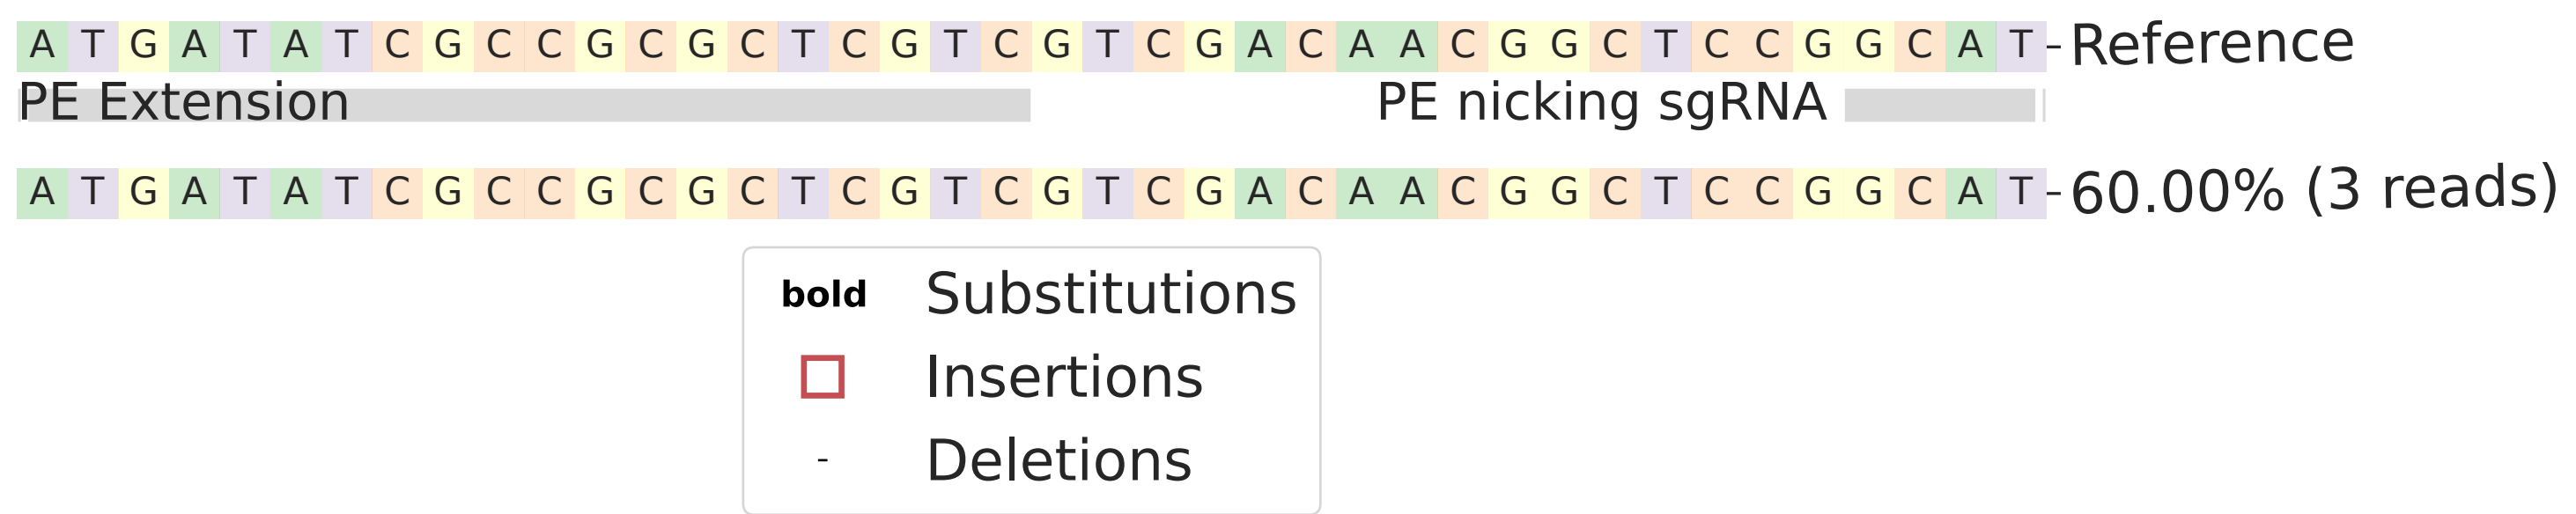 A T G A T A T C G C C G C G C T C G T C G T C G A C A A C G G C T C C G G C A T - Reference
PE Extension PE nicking sgRNA
A T G A T A T C G C C G C G C T C G T C G T C G A C A A C G G C T C C G G C A T - 60.00% (3 reads)
bold Substitutions
Insertions
- Deletions